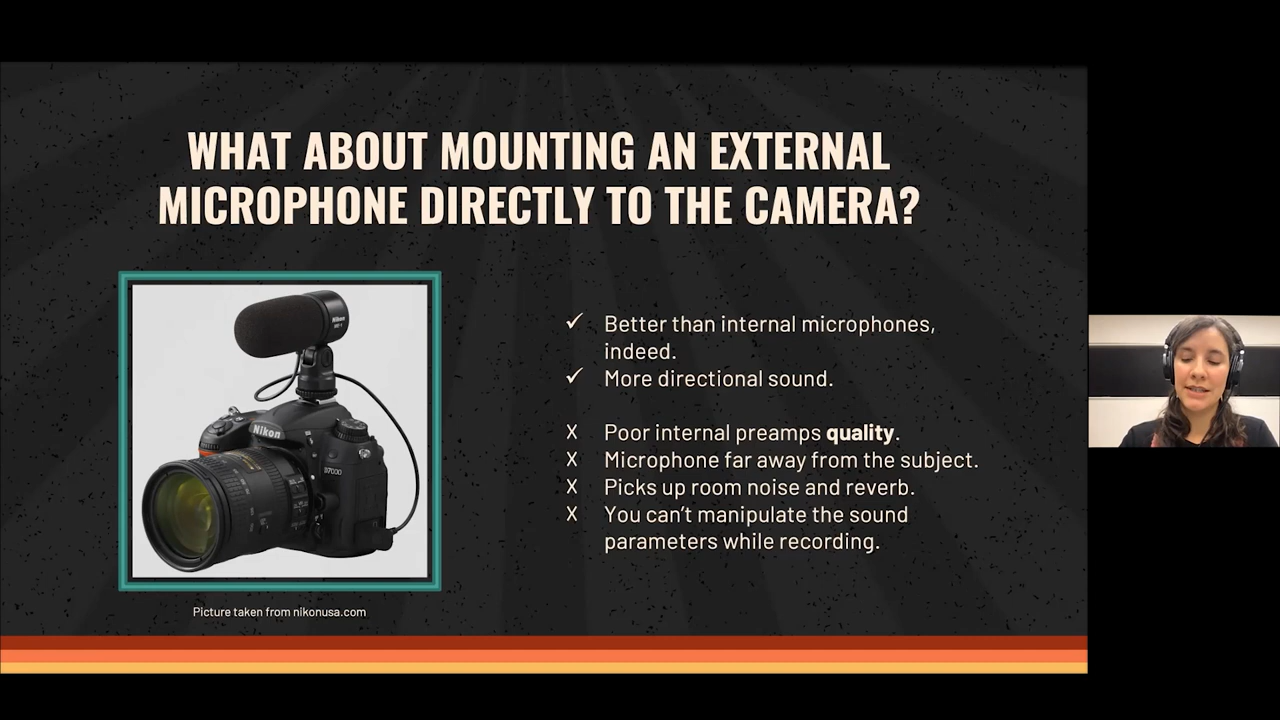 WHAT ABOUT MOUNTING AN EXTERNAL
MICROPHONE DIRECTLY TO THE CAMERA?
Nikon
Nikon
D7000
✓ Better than internal microphones,
indeed.
✓ More directional sound.
X Poor internal preamps quality.
X Microphone far away from the subject.
X Picks up room noise and reverb.
X You can't manipulate the sound
parameters while recording.
Picture taken from nikonusa.com